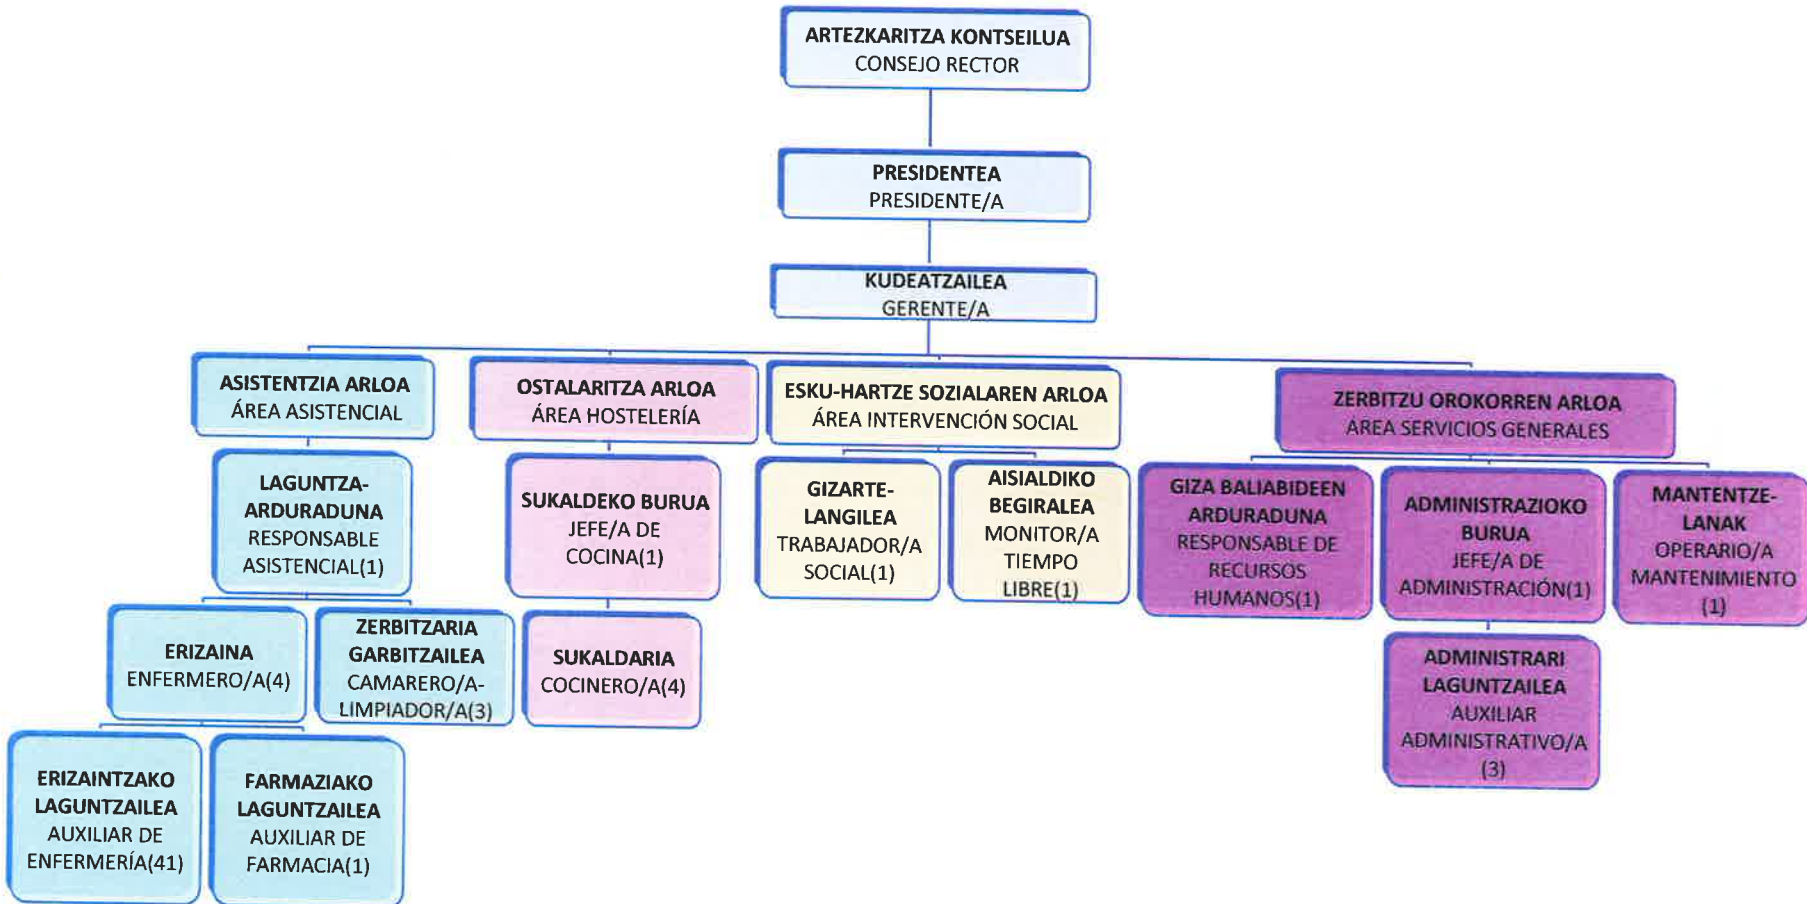 ARTEZKARITZA KONTSEILUA
CONSEJO RECTOR
PRESIDENTEA
PRESIDENTE/A
KUDEATZAILEA
GERENTE/A
ASISTENTZIA ARLOA
ÁREA ASISTENCIAL
OSTALARITZA ARLOA
ÁREA HOSTELERÍA
ESKU-HARTZE SOZIALAREN ARLOA
ÁREA INTERVENCIÓN SOCIAL
ZERBITZU OROKORREN ARLOA
ÁREA SERVICIOS GENERALES
LAGUNTZA-
ARDURADUNA
RESPONSABLE
ASISTENCIAL(1)
SUKALDEKO BURUA
JEFE/A DE
COCINA(1)
GIZARTE-
LANGILEA
TRABAJADOR/A
SOCIAL(1)
AISIALDIKO
BEGIRALEA
MONITOR/A
TIEMPO
LIBRE(1)
GIZA BALIABIDEEN
ARDURADUNA
RESPONSABLE DE
RECURSOS
HUMANOS(1)
ADMINISTRAZIOKO
BURUA
JEFE/A DE
ADMINISTRACIÓN(1)
MANTENTZE-
LANAK
OPERARIO/A
MANTENIMIENTO
(1)
ERIZAINA
ENFERMERO/A(4)
ZERBITZARIA
GARBITZAILEA
CAMARERO/A-
LIMPIADOR/A(3)
SUKALDARIA
COCINERO/A(4)
ADMINISTRARI
LAGUNTZAILEA
AUXILIAR
ADMINISTRATIVO/A
(3)
ERIZAINTZAKO
LAGUNTZAILEA
AUXILIAR DE
ENFERMERÍA(41)
FARMAZIAKO
LAGUNTZAILEA
AUXILIAR DE
FARMACIA(1)